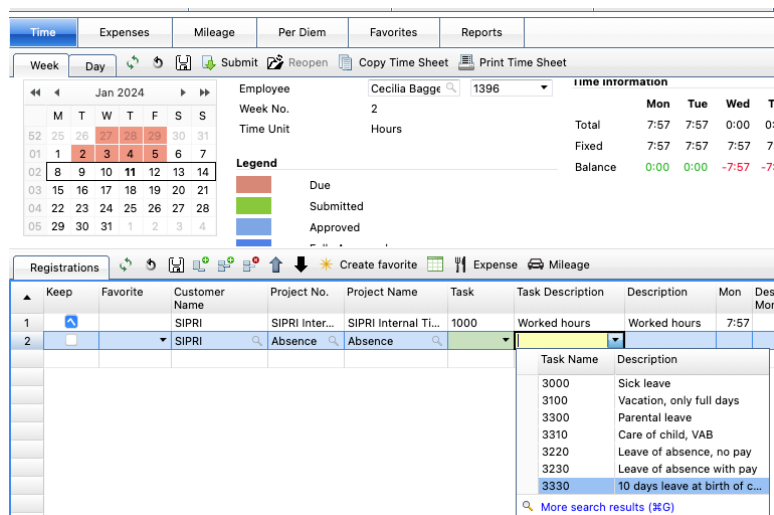 Time Expenses Mileage Per Diem Favorites Reports
Week Day Submit Reopen Copy Time Sheet Print Time Sheet
Jan 2024
M T W T F S S
52 25 26 27 28 29 30 31
01 1 2 3 4 5 6 7
02 8 9 10 11 12 13 14
03 15 16 17 18 19 20 21
04 22 23 24 25 26 27 28
05 29 30 31 1 2 3 4
Employee Cecilia Bagge 1396
Week No. 2
Time Unit Hours
Legend
Due
Submitted
Approved
Time Information
Mon Tue Wed T
Total 7:57 7:57 0:00 0:
Fixed 7:57 7:57 7:57 7
Balance 0:00 0:00 -7:57 -7:
Registrations Create favorite Expense Mileage
Keep Favorite Customer Name Project No. Project Name Task Task Description Description Mon Des
Mor
1 SIPRI SIPRI Inter... SIPRI Internal Ti... 1000 Worked hours Worked hours 7:57
2 SIPRI Absence Absence
Task Name Description
3000 Sick leave
3100 Vacation, only full days
3300 Parental leave
3310 Care of child, VAB
3220 Leave of absence, no pay
3230 Leave of absence with pay
3330 10 days leave at birth of c...
More search results (⌘G)